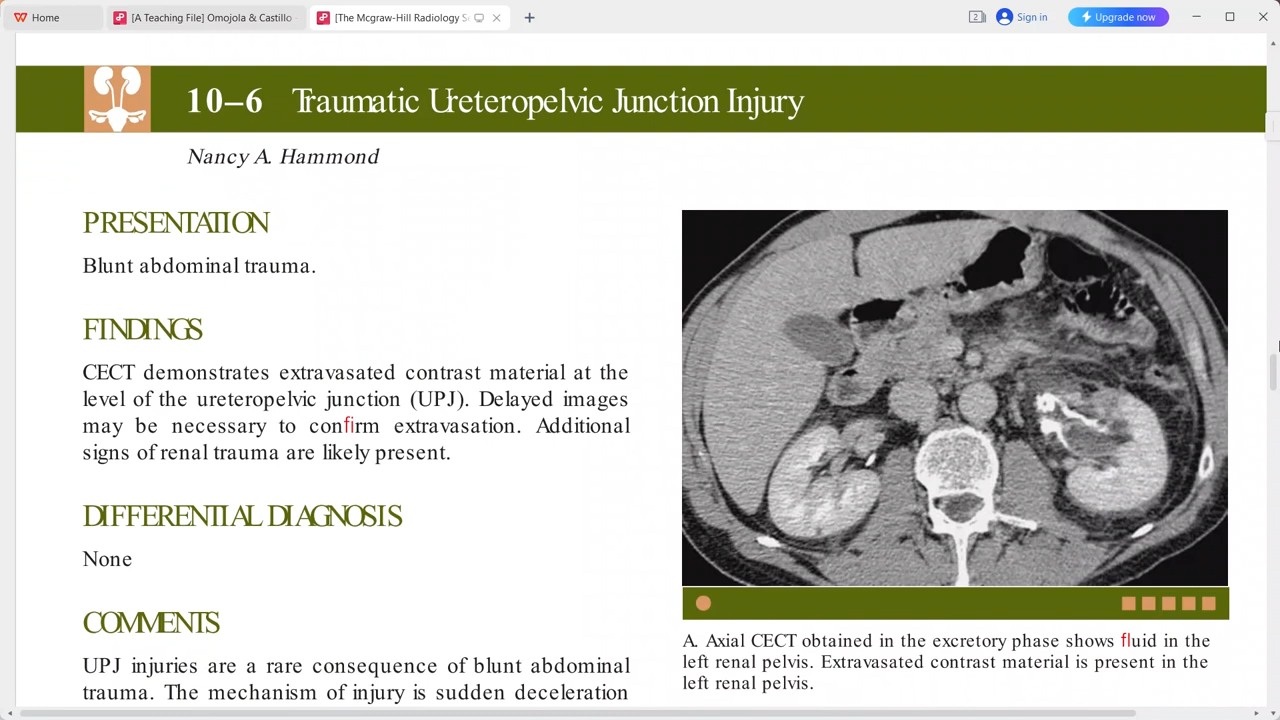 Home
[A Teaching File] Omojola & Castillo
[The Mcgraw-Hill Radiology S
2
Sign in
Upgrade now
10–6 Traumatic Ureteropelvic Junction Injury
Nancy A. Hammond
PRESENTATION
Blunt abdominal trauma.
FINDINGS
CECT demonstrates extravasated contrast material at the
level of the ureteropelvic junction (UPJ). Delayed images
may be necessary to confirm extravasation. Additional
signs of renal trauma are likely present.
DIFFERENTIAL DIAGNOSIS
None
COMMENTS
UPJ injuries are a rare consequence of blunt abdominal
trauma. The mechanism of injury is sudden deceleration
A. Axial CECT obtained in the excretory phase shows fluid in the
left renal pelvis. Extravasated contrast material is present in the
left renal pelvis.